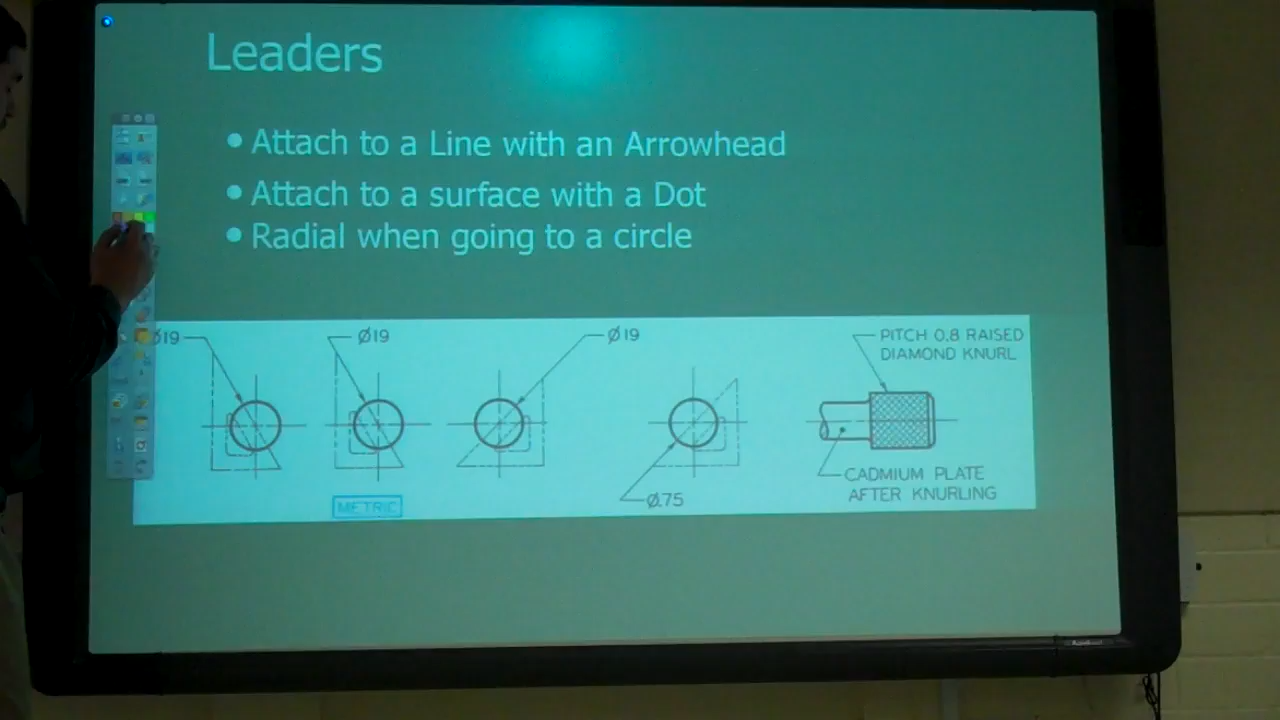 Leaders
• Attach to a Line with an Arrowhead
• Attach to a surface with a Dot
• Radial when going to a circle
Ø19
Ø19
Ø19
PITCH 0.8 RAISED
DIAMOND KNURL
CADMIUM PLATE
AFTER KNURLING
Ø.75
METRIC